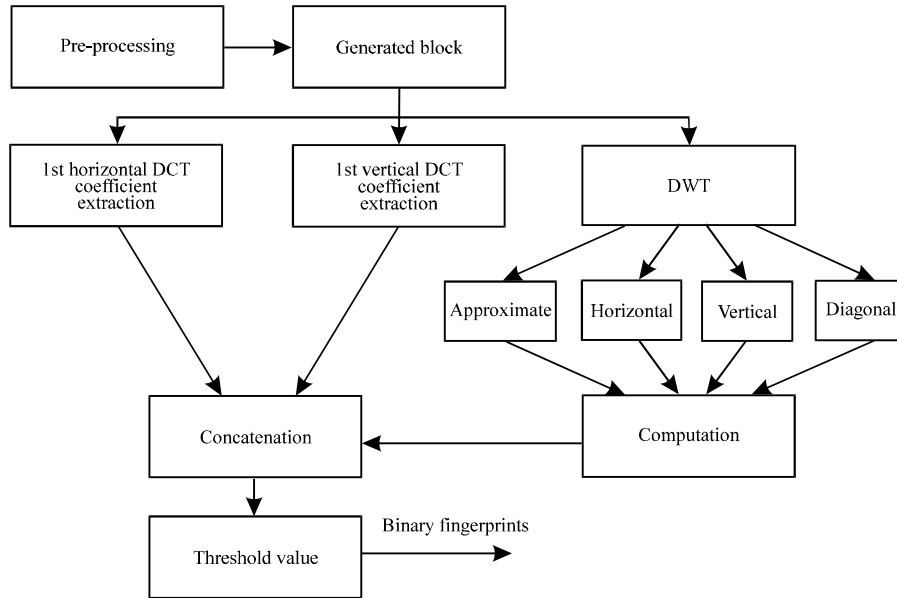 Pre-processing
Generated block
1st horizontal DCT
coefficient
extraction
1st vertical DCT
coefficient
extraction
DWT
Approximate
Horizontal
Vertical
Diagonal
Concatenation
Computation
Threshold value
Binary fingerprints